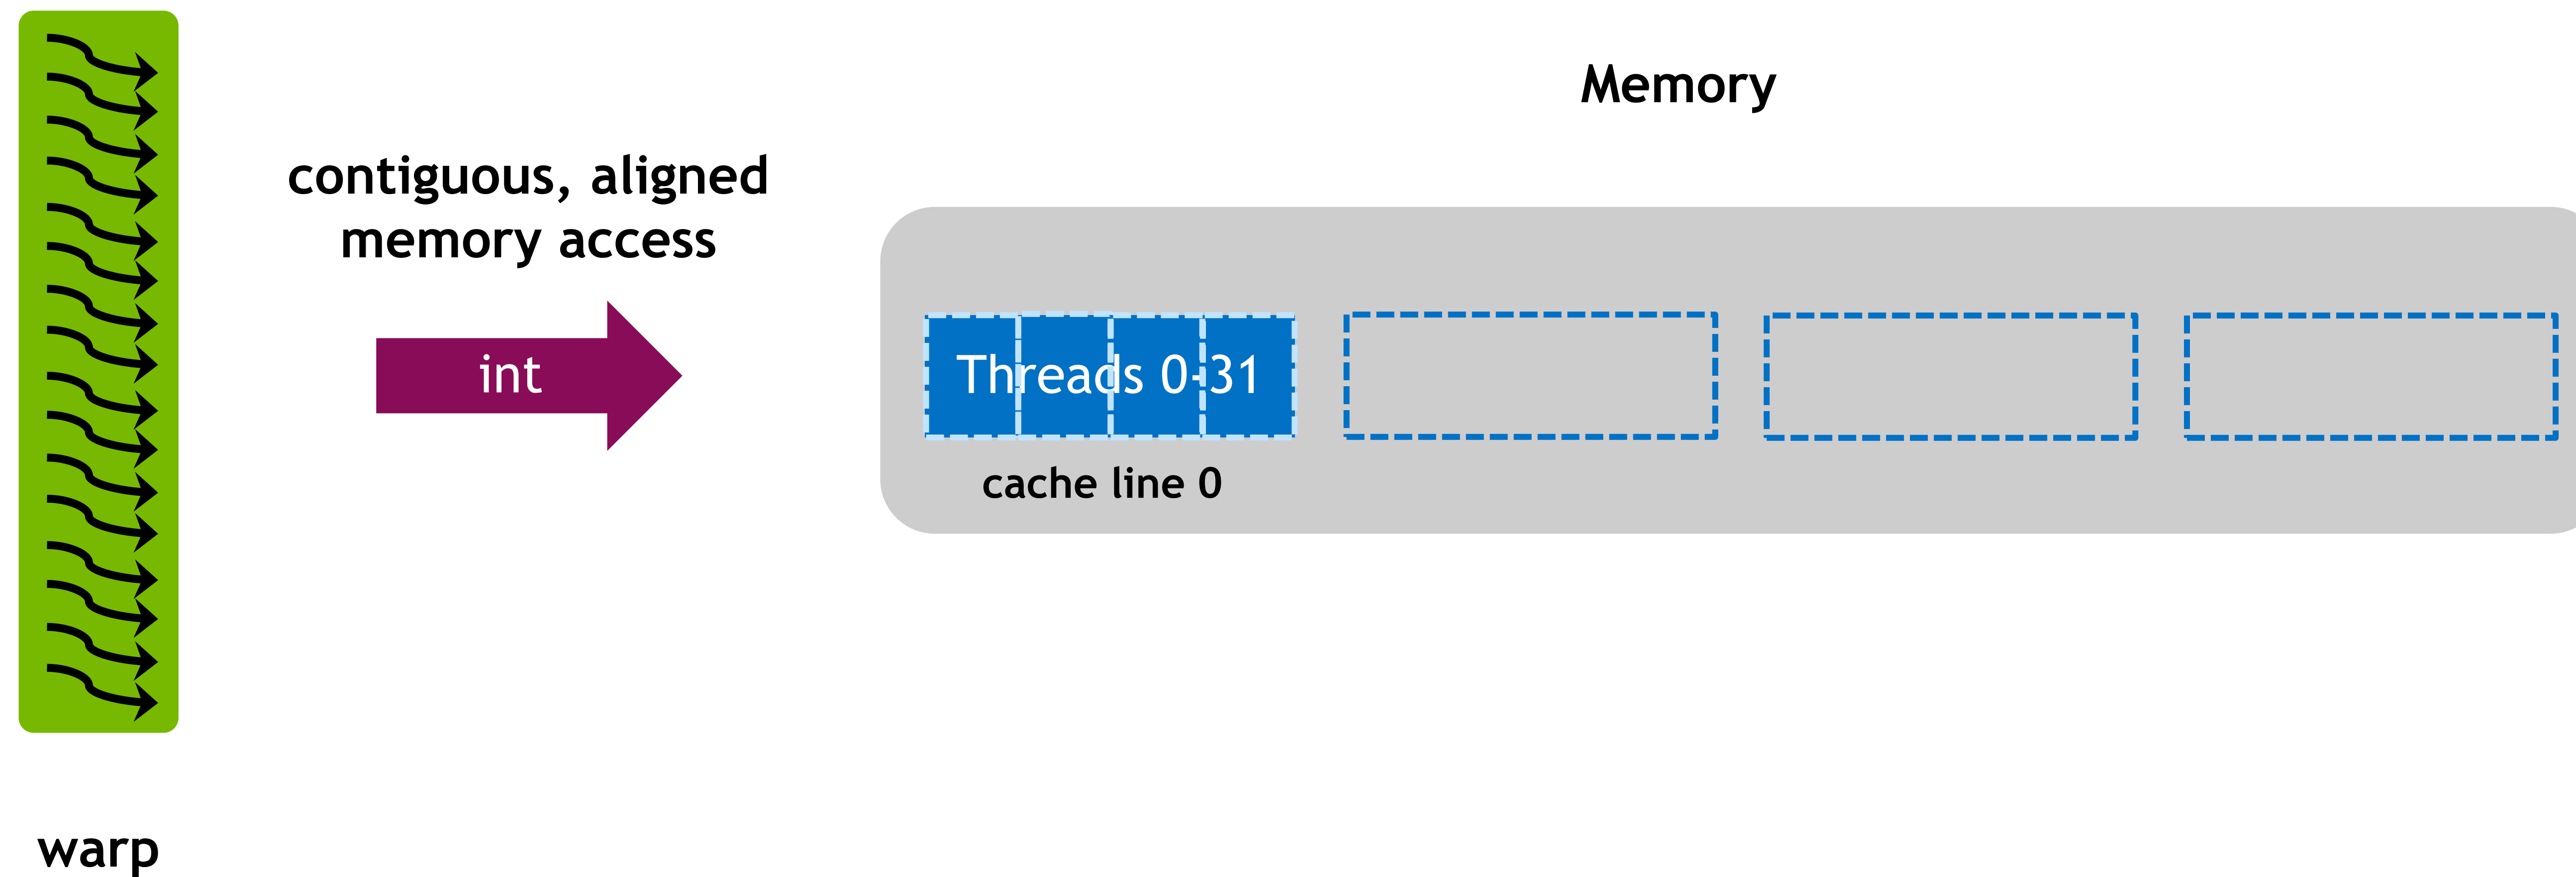 Memory
contiguous, aligned
memory access
int
Threads 0-31
cache line 0
warp